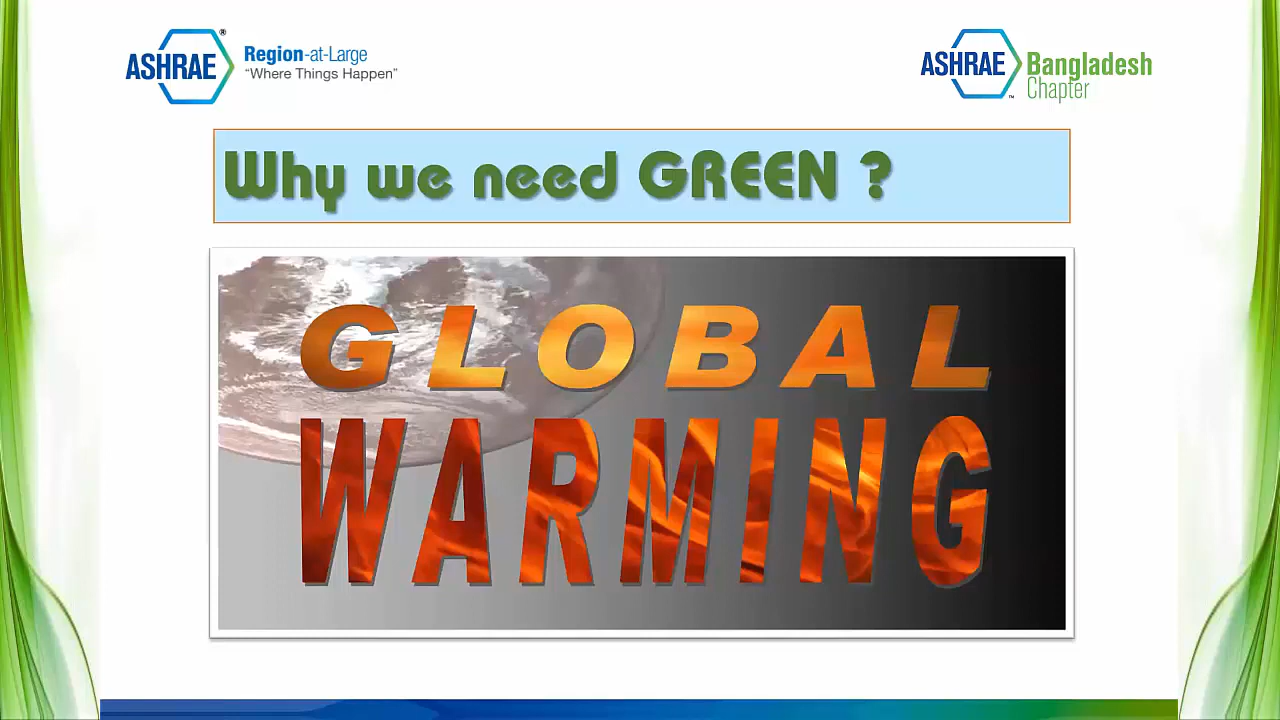 ASHRAE®
Region-at-Large
“Where Things Happen”
ASHRAE™
Bangladesh
Chapter
Why we need GREEN ?
GLOBAL
WARMING